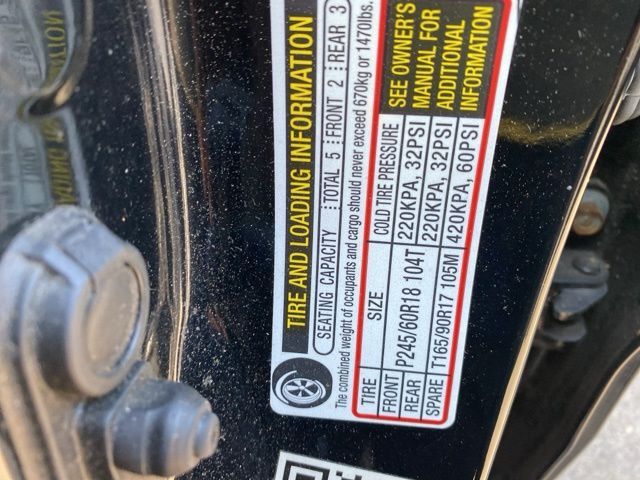 TIRE AND LOADING INFORMATION
SEATING CAPACITY TOTAL 5 FRONT 2 REAR 3
The combined weight of occupants and cargo should never exceed 670kg or 1470lbs.
TIRE SIZE COLD TIRE PRESSURE
FRONT P245/60R18 104T 220KPA, 32PSI
REAR 220KPA, 32PSI
SPARE T165/90R17 105M 420KPA, 60PSI
SEE OWNER'S
MANUAL FOR
ADDITIONAL
INFORMATION